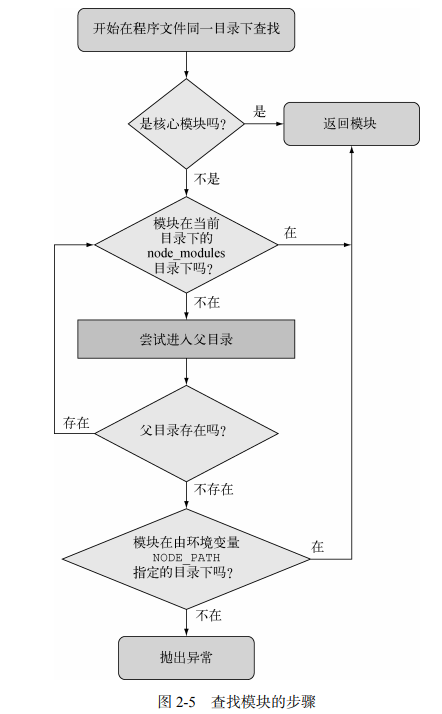 开始在程序文件同一目录下查找
是核心模块吗?
是
返回模块
不是
模块在当前
目录下的
node_modules
目录下吗?
在
不在
尝试进入父目录
存在
父目录存在吗?
不存在
模块在由环境变量
NODE_PATH
指定的目录下吗?
在
不在
抛出异常
图 2-5 查找模块的步骤